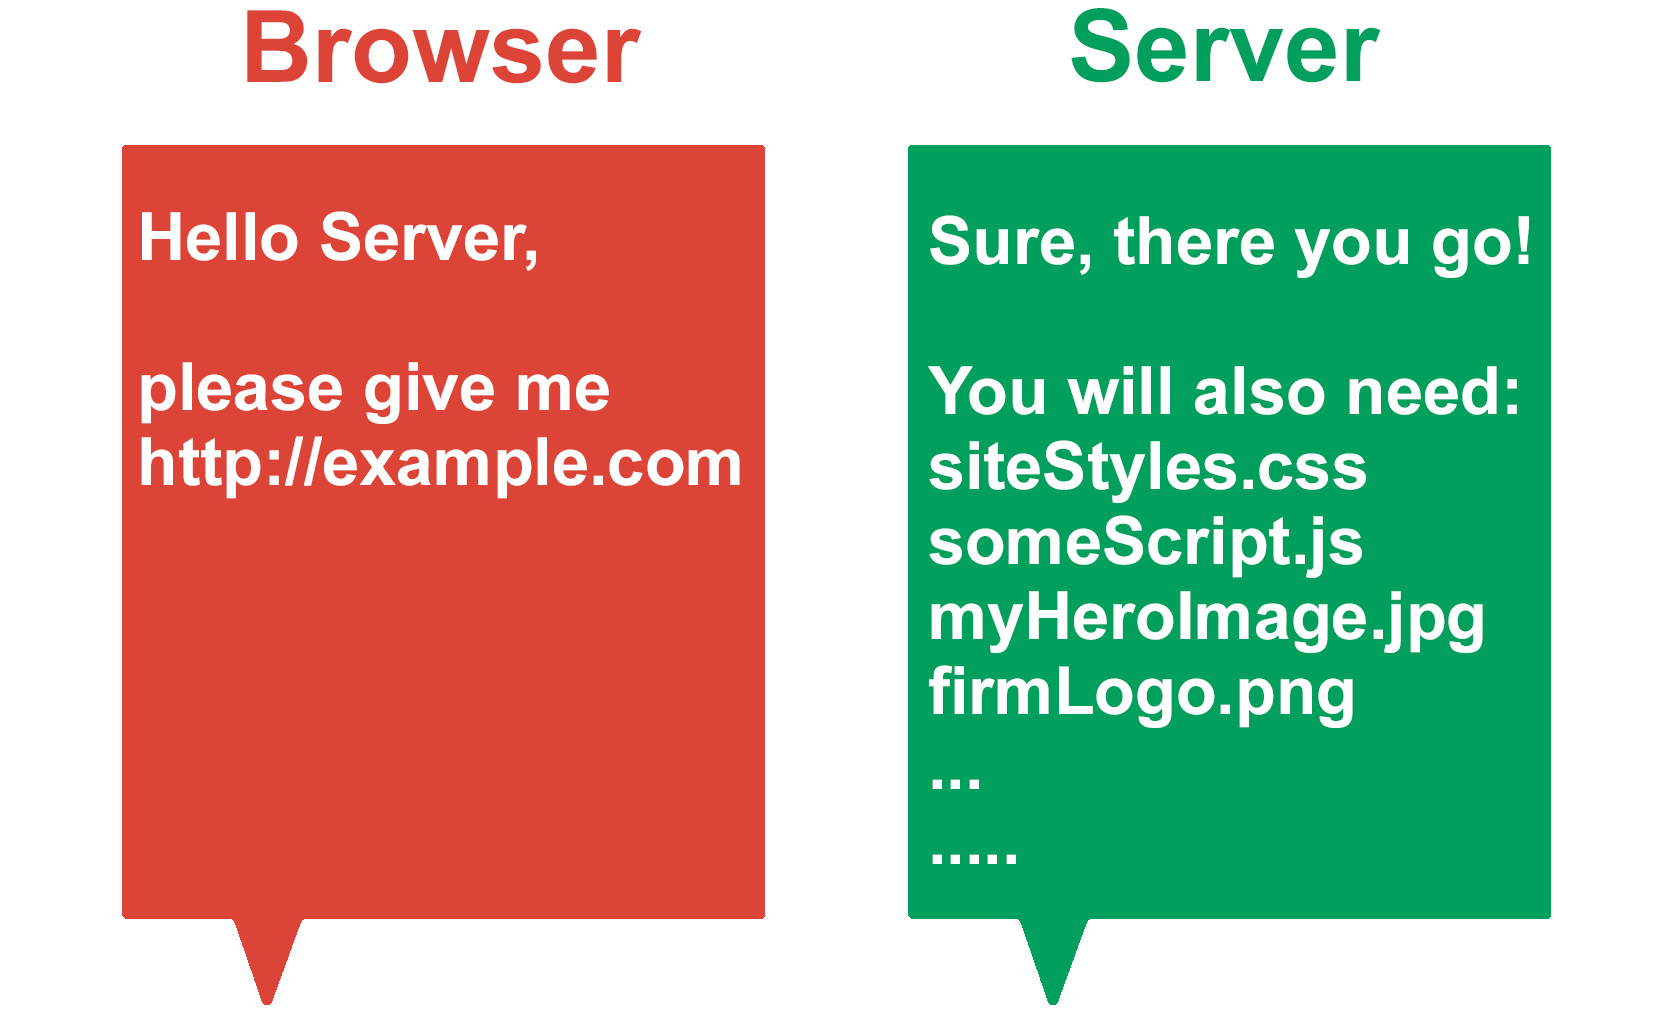 Browser
Hello Server,
please give me
http://example.com
Server
Sure, there you go!
You will also need:
siteStyles.css
someScript.js
myHeroImage.jpg
firmLogo.png
...
.....